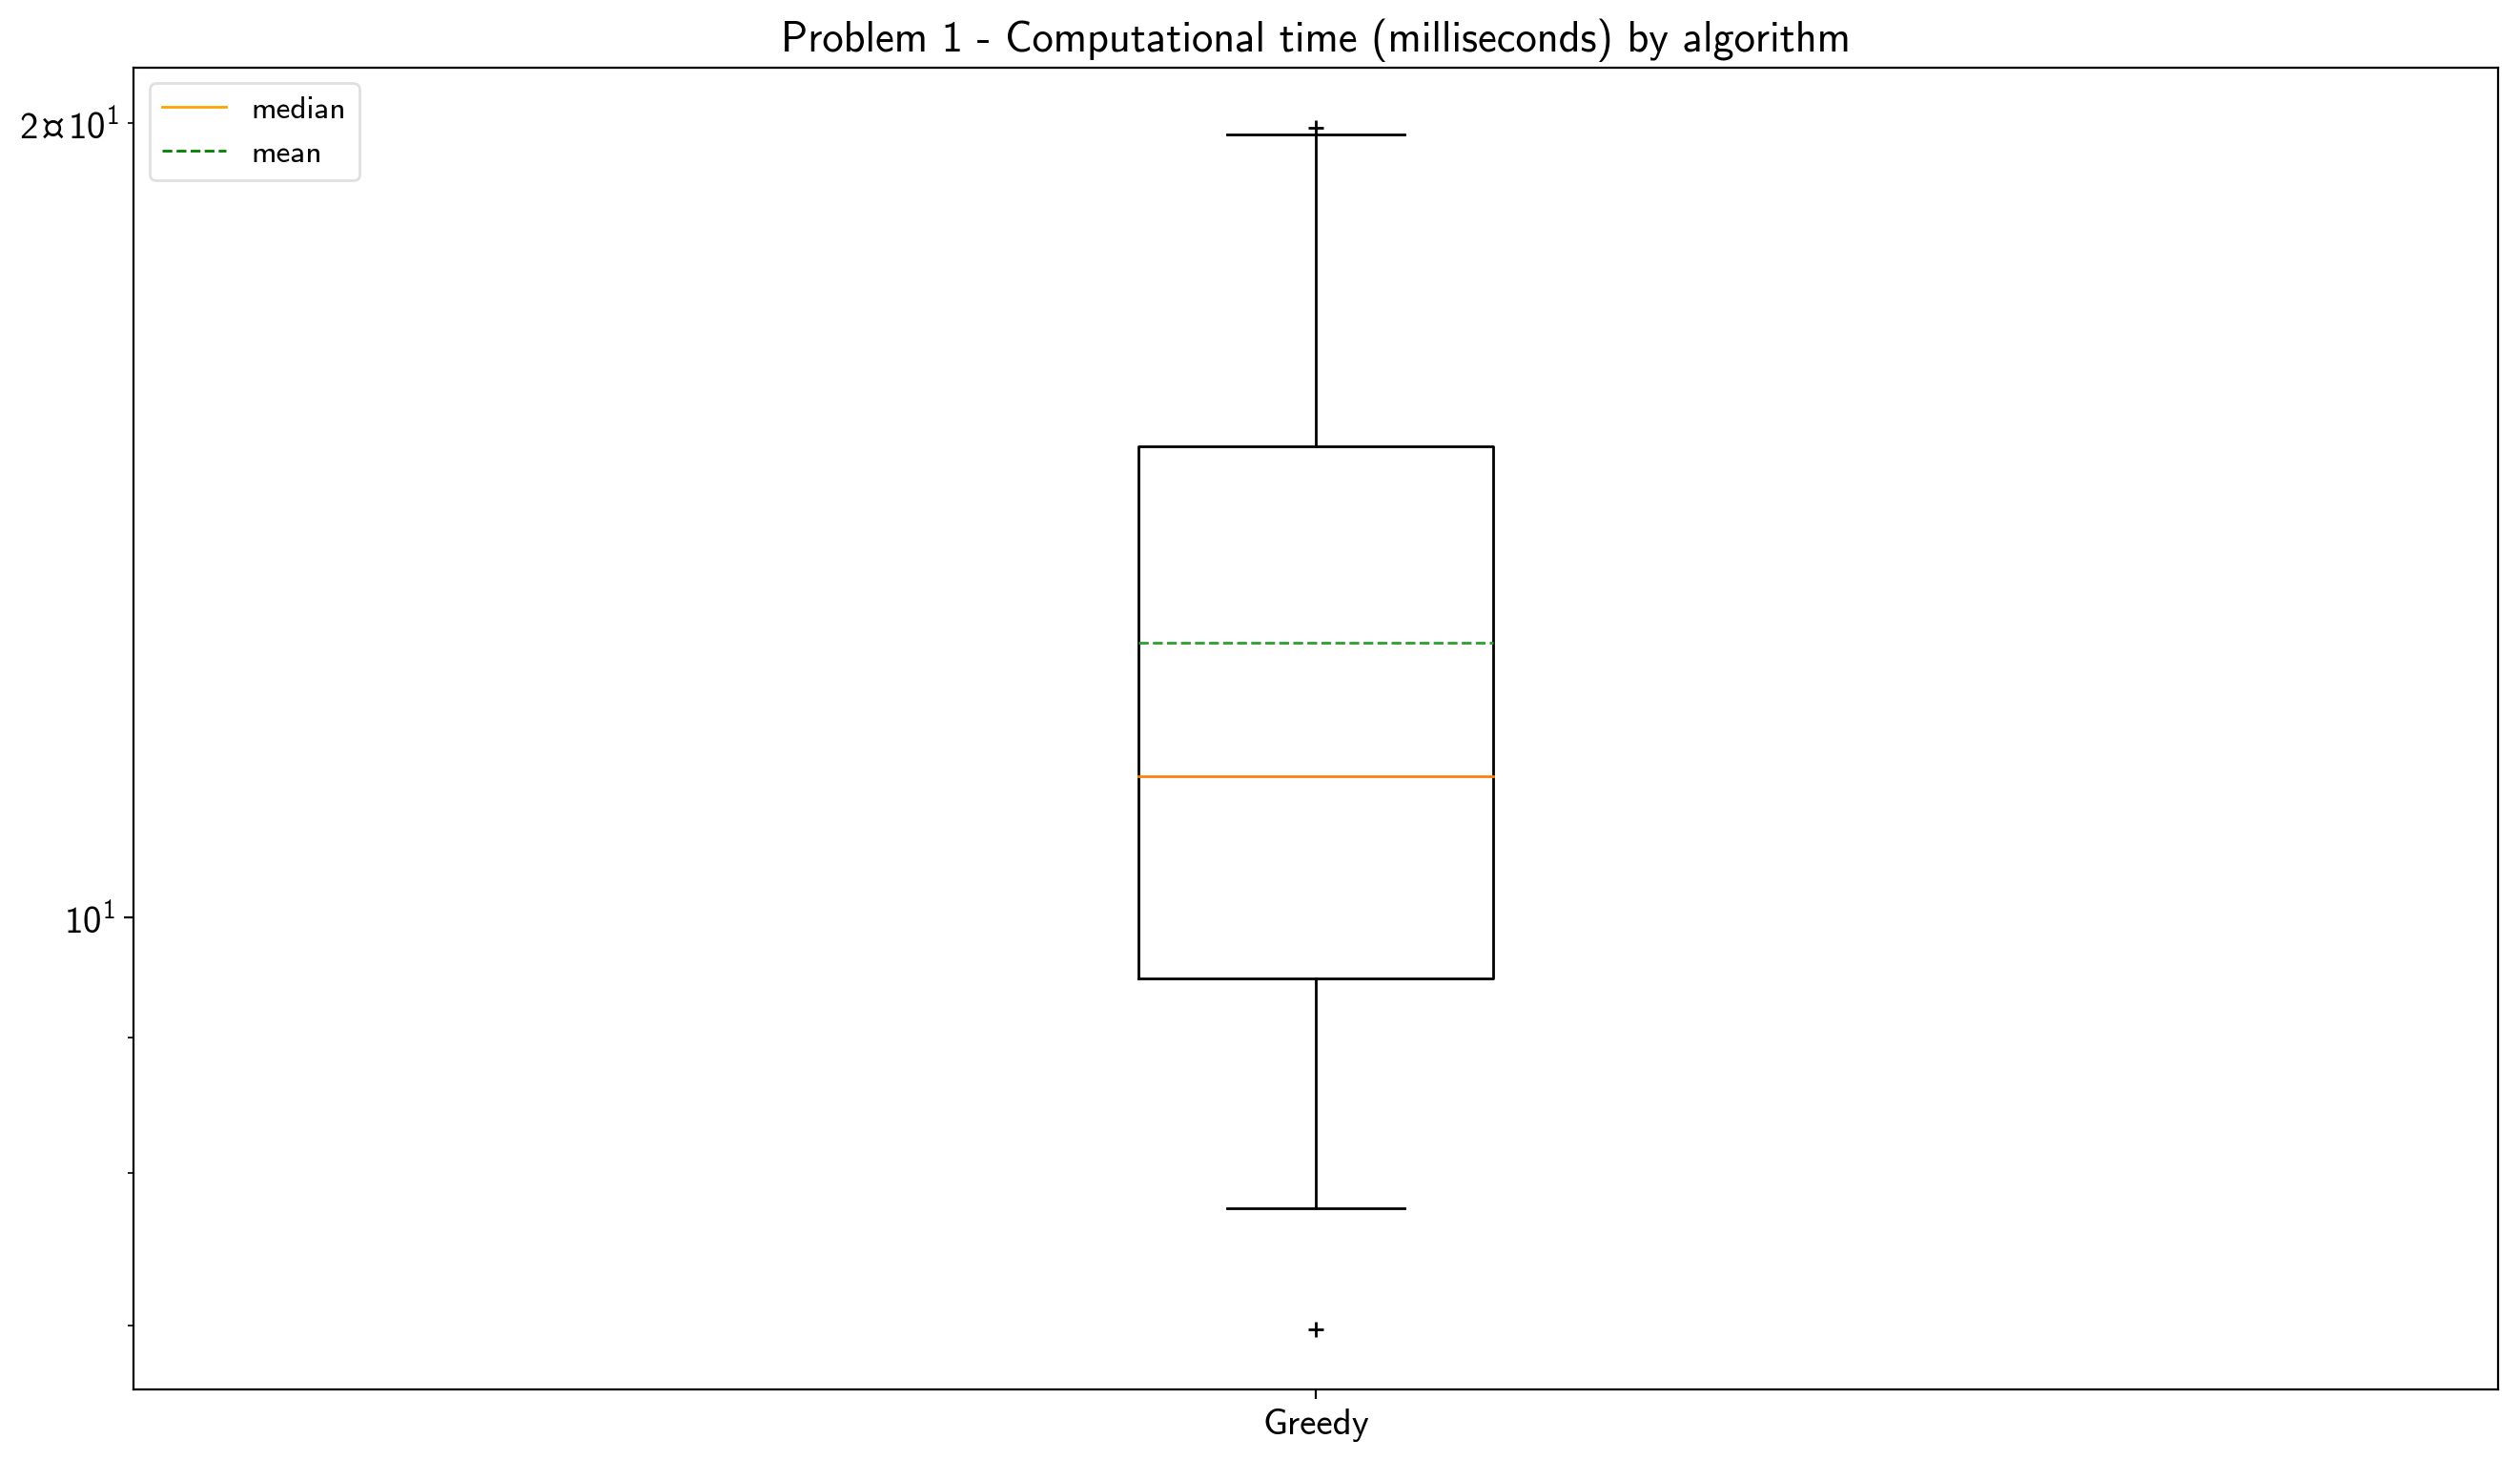 Problem 1 - Computational time (milliseconds) by algorithm
median
mean
2¤10¹
10¹
Greedy